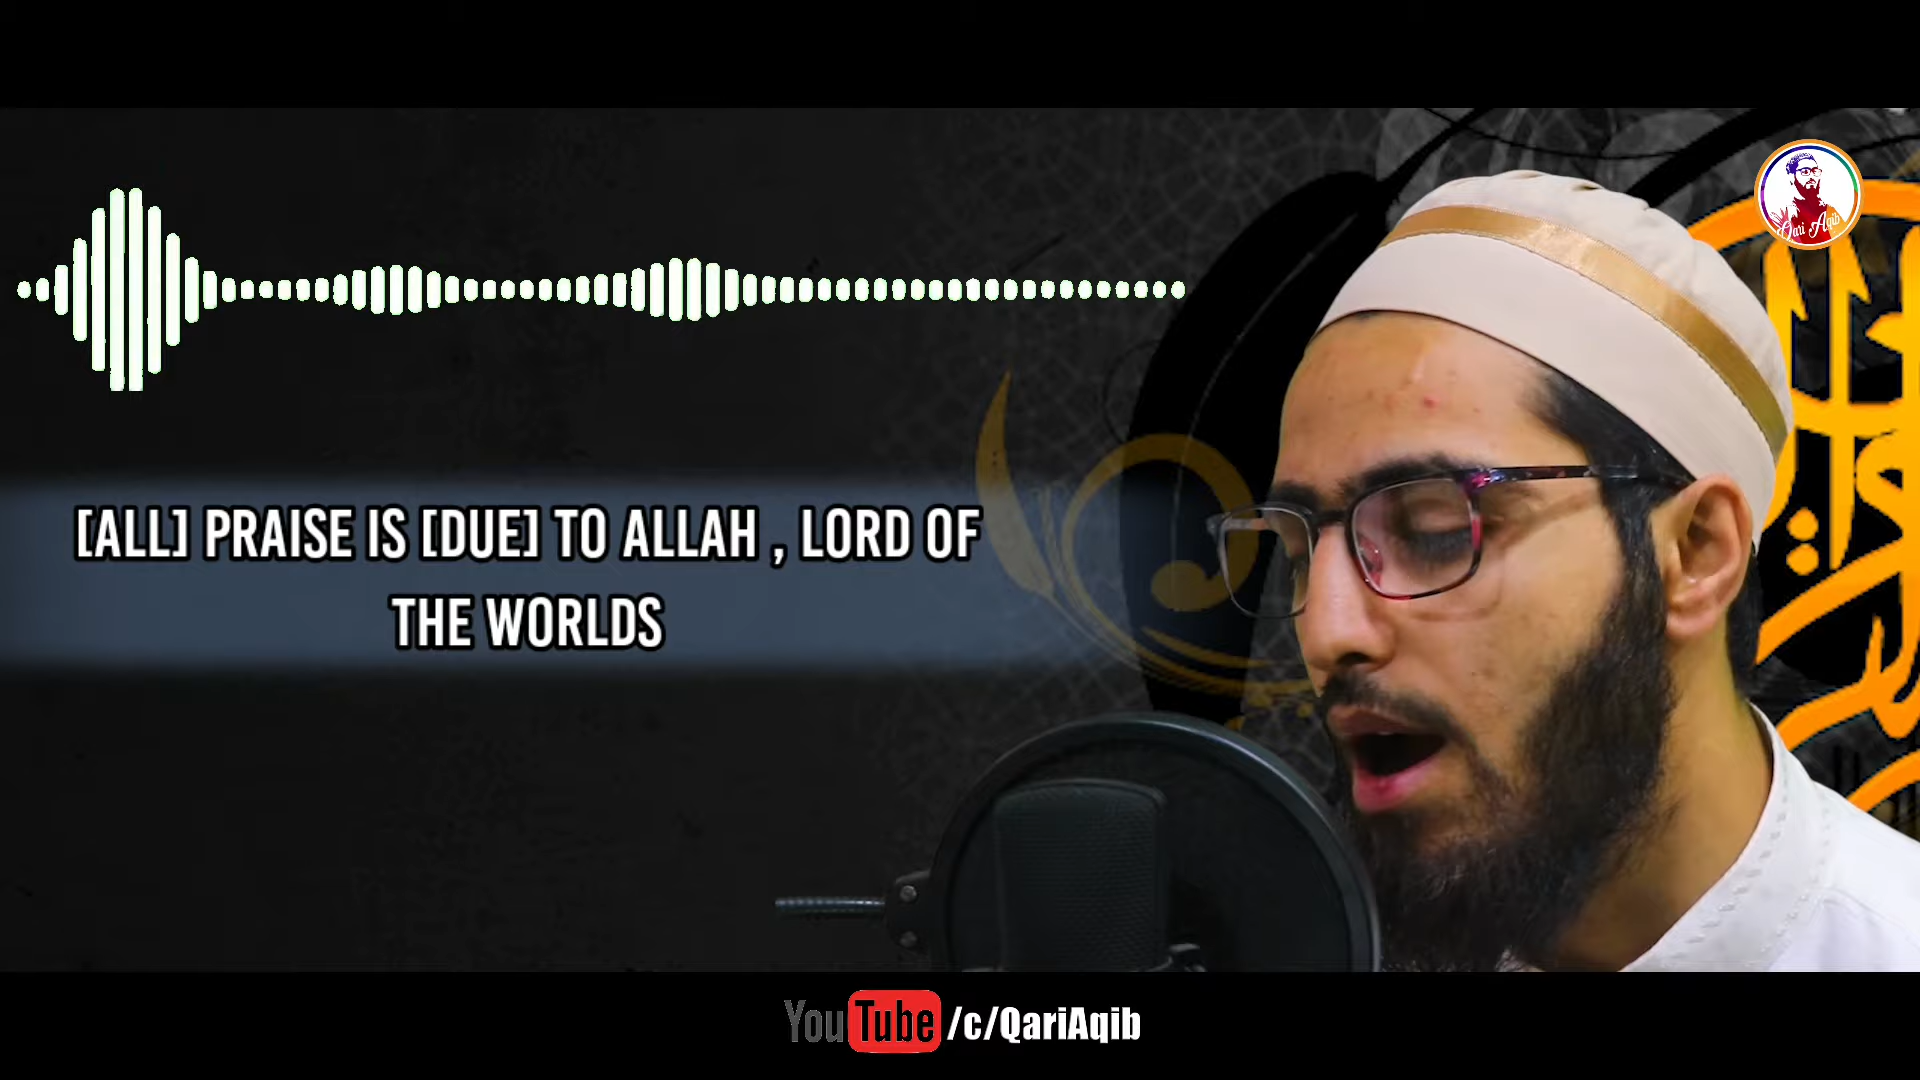 Qari Aqib
[ALL] PRAISE IS [DUE] TO ALLAH , LORD OF
THE WORLDS
YouTube /c/QariAqib